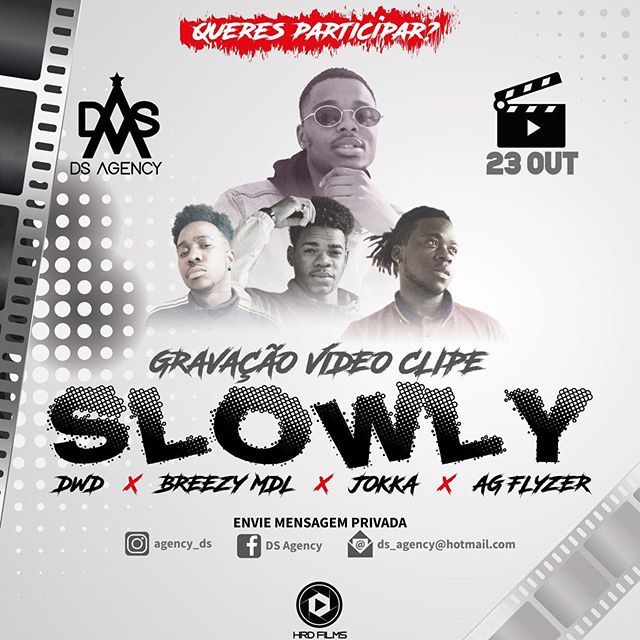 QUERES PARTICIPAR?
DS
DS AGENCY
23 OUT
GRAVAÇÃO VÍDEO CLIPE
SLOWLY
DWD X BREEZY MDL X JOKKA X AG FLYZER
ENVIE MENSAGEM PRIVADA
agency_ds DS Agency ds_agency@hotmail.com
HRD FILMS